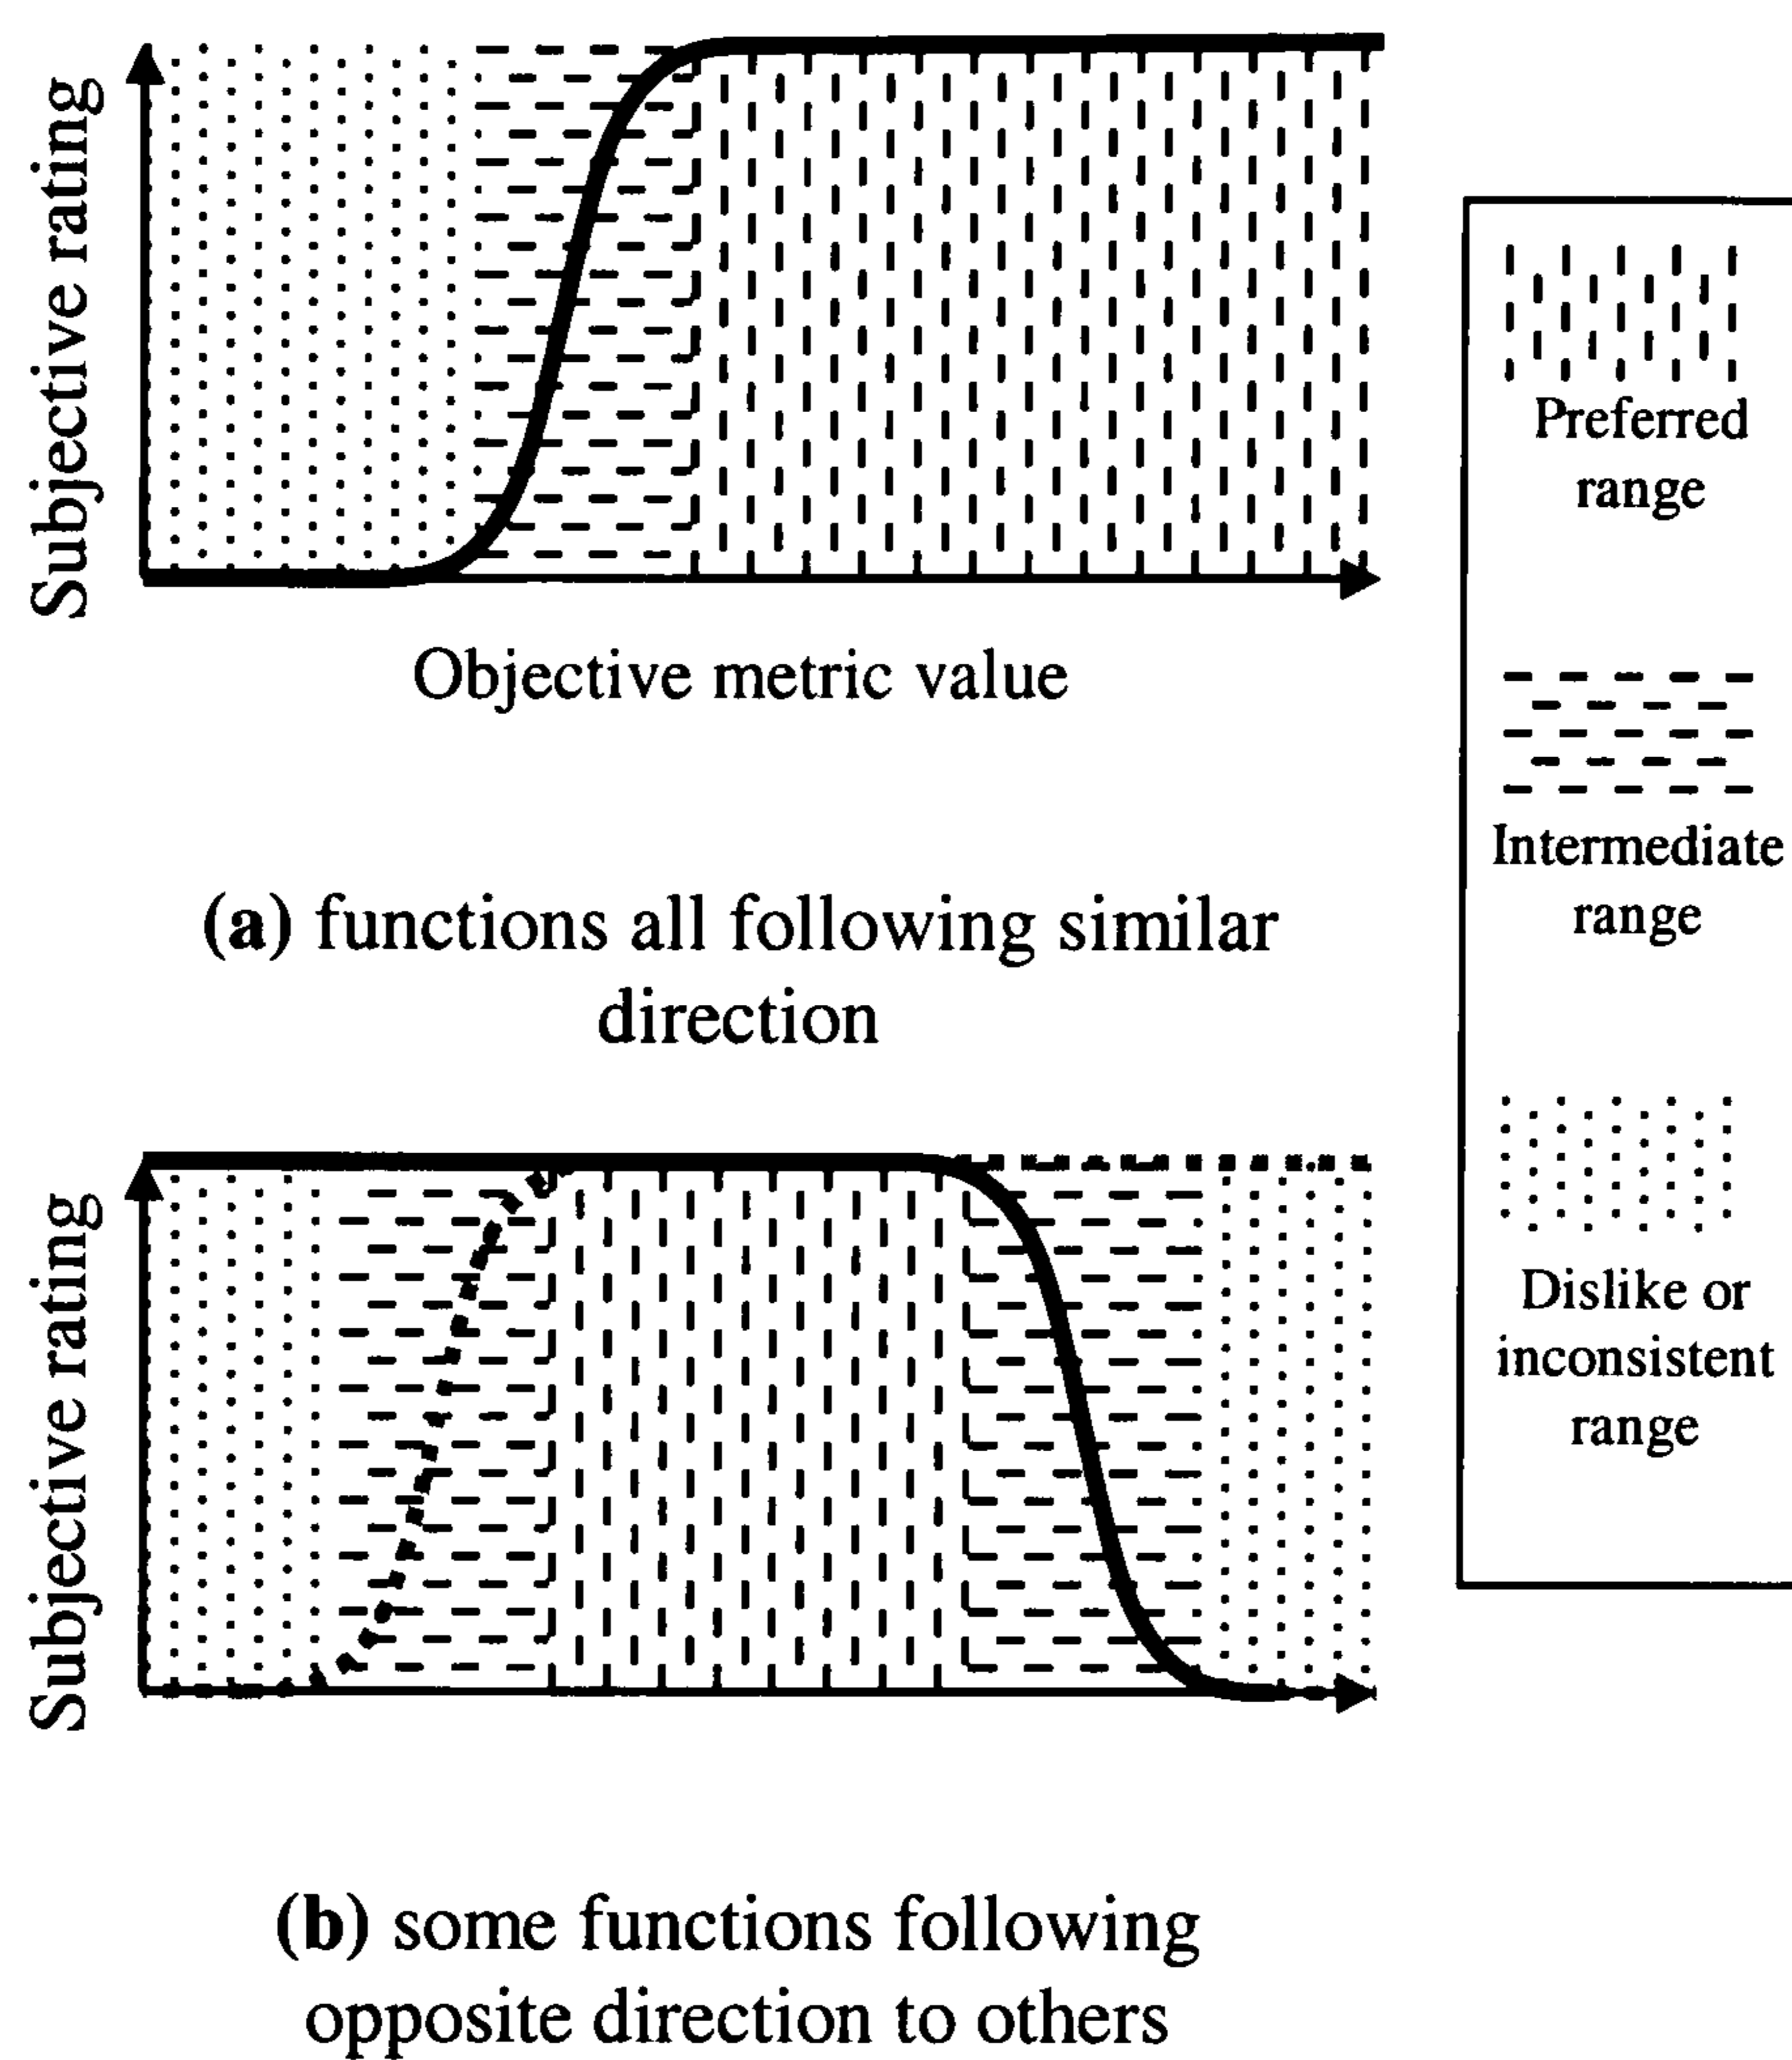 Subjective rating
Objective metric value
(a) functions all following similar
direction
Subjective rating
(b) some functions following
opposite direction to others
Preferred
range
Intermediate
range
Dislike or
inconsistent
range